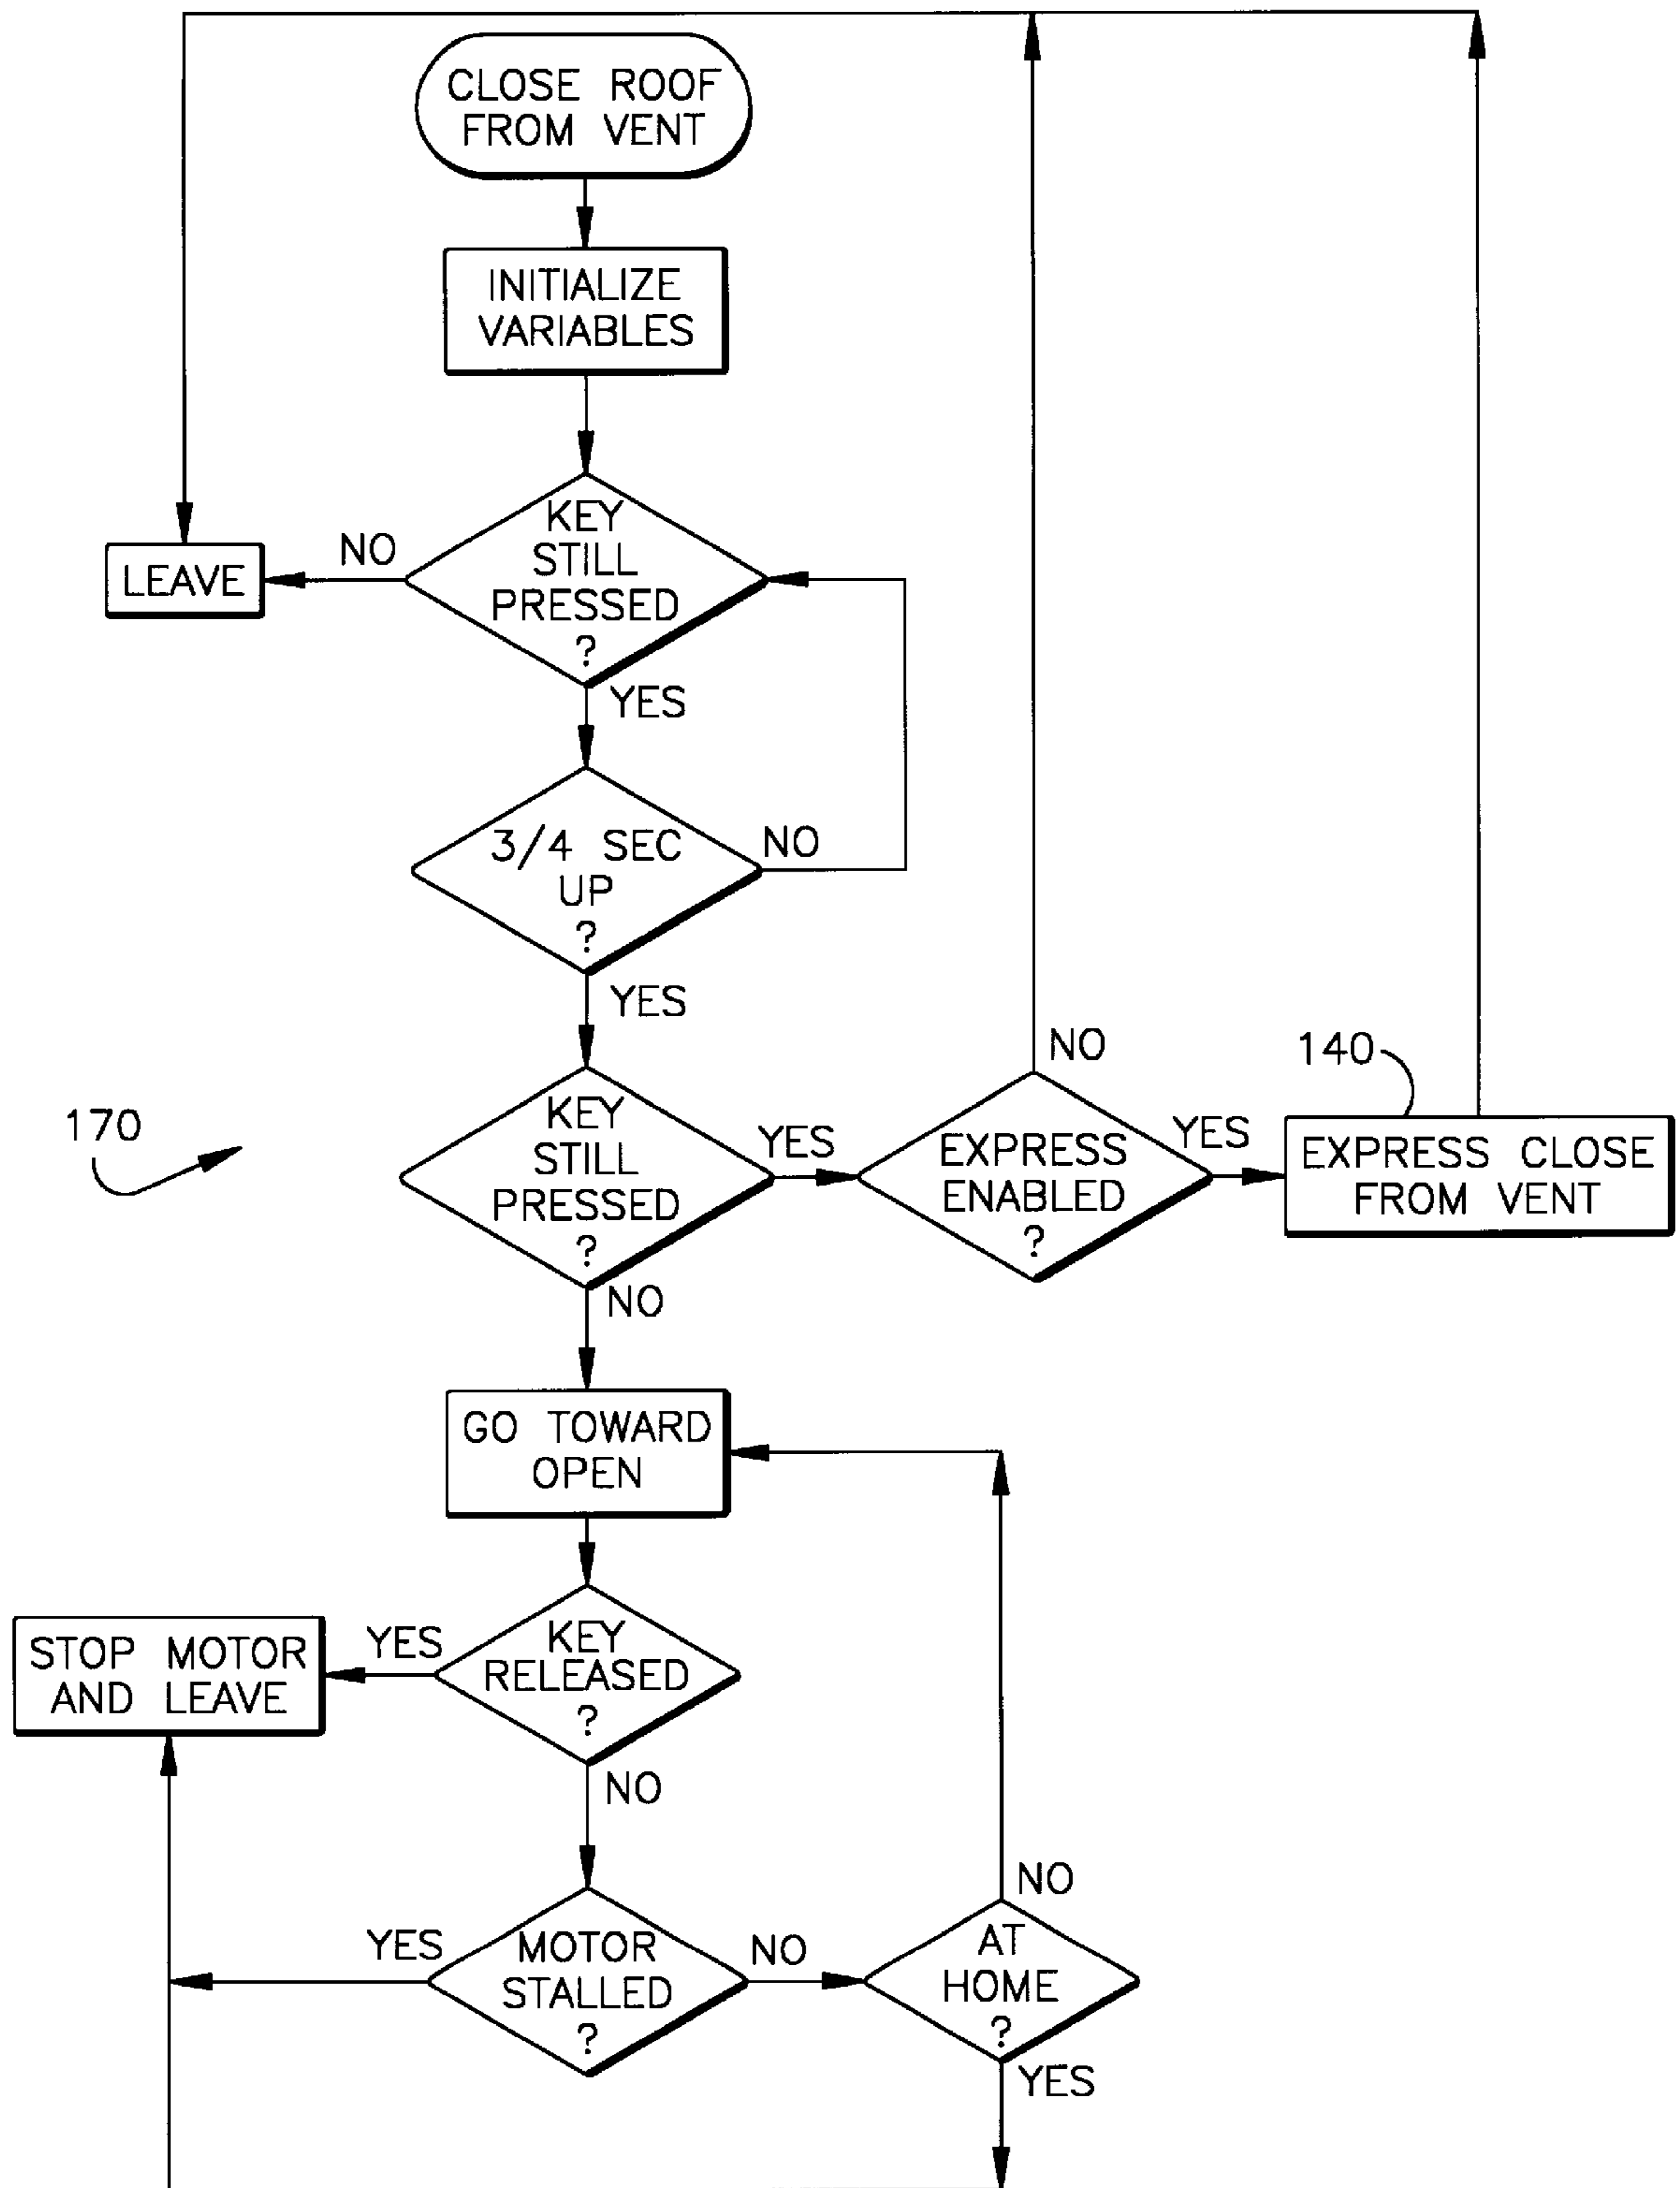 CLOSE ROOF
FROM VENT
INITIALIZE
VARIABLES
KEY
STILL
PRESSED
?
NO
LEAVE
YES
3/4 SEC
UP
?
NO
YES
KEY
STILL
PRESSED
?
YES
EXPRESS
ENABLED
?
NO
YES
140
EXPRESS CLOSE
FROM VENT
170
NO
GO TOWARD
OPEN
KEY
RELEASED
?
YES
STOP MOTOR
AND LEAVE
NO
MOTOR
STALLED
?
YES
NO
AT
HOME
?
NO
YES